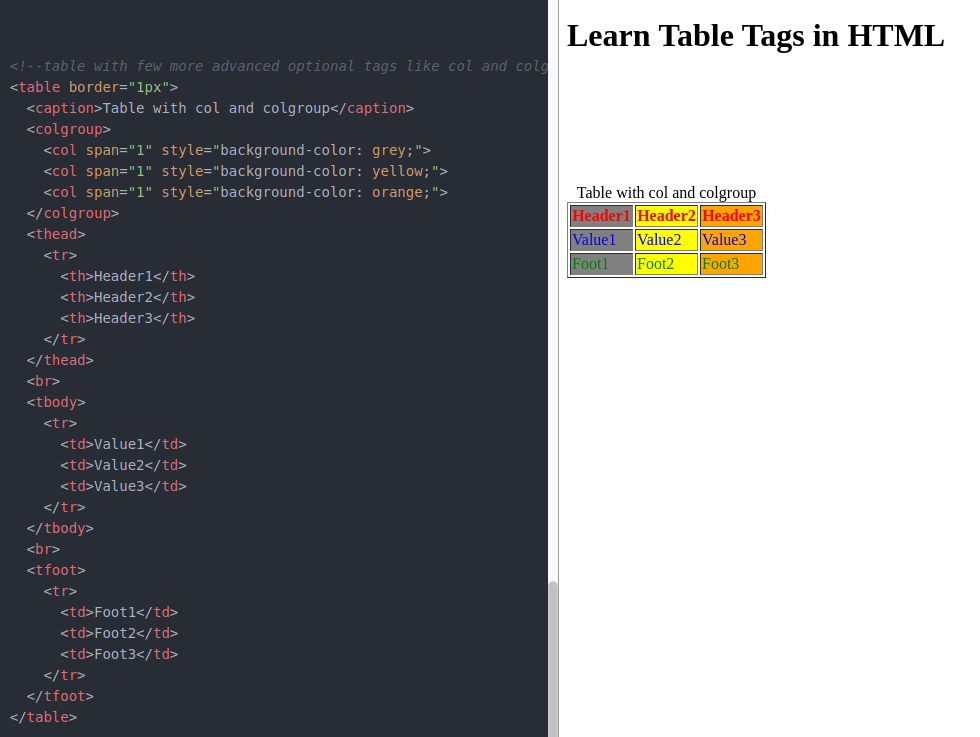 <!--table with few more advanced optional tags like col and colg
<table border="1px">
<caption>Table with col and colgroup</caption>
<colgroup>
<col span="1" style="background-color: grey;">
<col span="1" style="background-color: yellow;">
<col span="1" style="background-color: orange;">
</colgroup>
<thead>
<tr>
<th>Header1</th>
<th>Header2</th>
<th>Header3</th>
</tr>
</thead>
<br>
<tbody>
<tr>
<td>Value1</td>
<td>Value2</td>
<td>Value3</td>
</tr>
</tbody>
<br>
<tfoot>
<tr>
<td>Foot1</td>
<td>Foot2</td>
<td>Foot3</td>
</tr>
</tfoot>
</table>
Learn Table Tags in HTML
Table with col and colgroup
Header1 Header2 Header3
Value1 Value2 Value3
Foot1 Foot2 Foot3